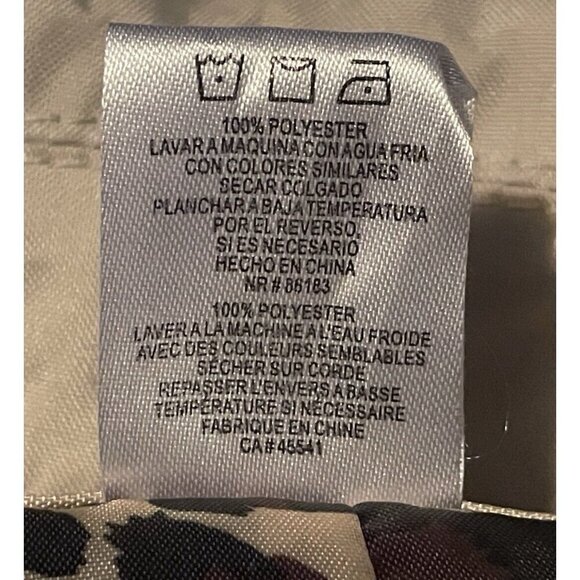 100% POLYESTER
LAVAR A MAQUINA CON AGUA FRIA
CON COLORES SIMILARES
SECAR COLGADO
PLANCHAR A BAJA TEMPERATURA
POR EL REVERSO,
SI ES NECESARIO
HECHO EN CHINA
NR # 86183
100% POLYESTER
LAVER A LA MACHINE A L'EAU FROIDE
AVEC DES COULEURS SEMBLABLES
SECHER SUR CORDE
REPASSER L'ENVERS A BASSE
TEMPÉRATURE SI NÉCESSAIRE
FABRIQUE EN CHINE
CA# 45541